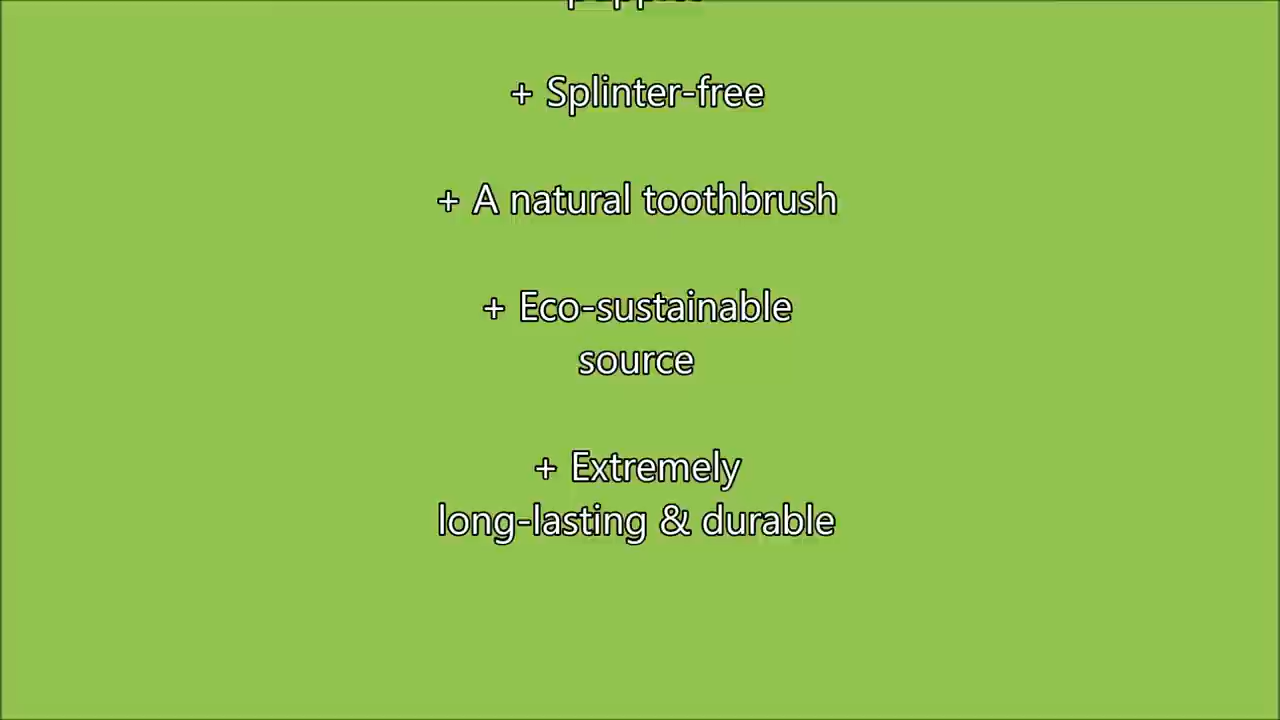 + Splinter-free
+ A natural toothbrush
+ Eco-sustainable
source
+ Extremely
long-lasting & durable